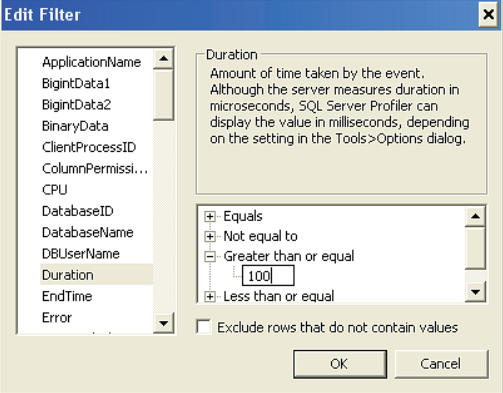 Edit Filter
ApplicationName
BigintData1
BigintData2
BinaryData
ClientProcessID
ColumnPermissi...
CPU
DatabaseID
DatabaseName
DBUserName
Duration
EndTime
Error
Duration
Amount of time taken by the event.
Although the server measures duration in
microseconds, SQL Server Profiler can
display the value in milliseconds, depending
on the setting in the Tools>Options dialog.
Equals
Not equal to
Greater than or equal
100
Less than or equal
Exclude rows that do not contain values
OK
Cancel